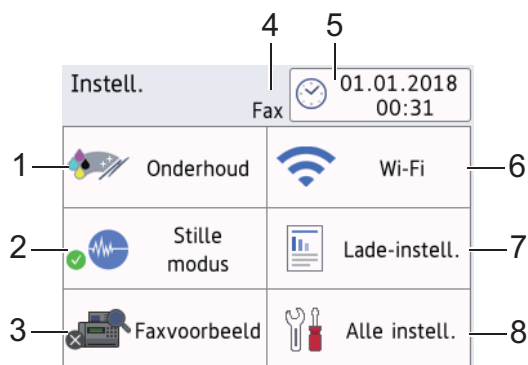 4 5
Instell.
Fax
01.01.2018
00:31
1 Onderhoud
Wi-Fi 6
2 Stille
modus
Lade-instell. 7
3 Faxvoorbeeld
Alle instell. 8